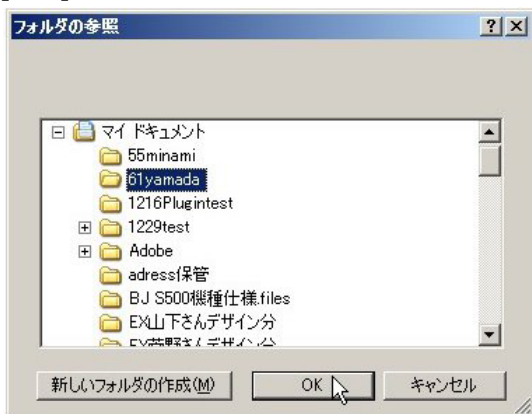 フォルダの参照
マイ ドキュメント
55minami
61yamada
1216Plugintest
1229test
Adobe
adress保管
BJ S500機種仕様.files
EX山下さんデザイン分
新しいフォルダの作成(M)
OK
キャンセル